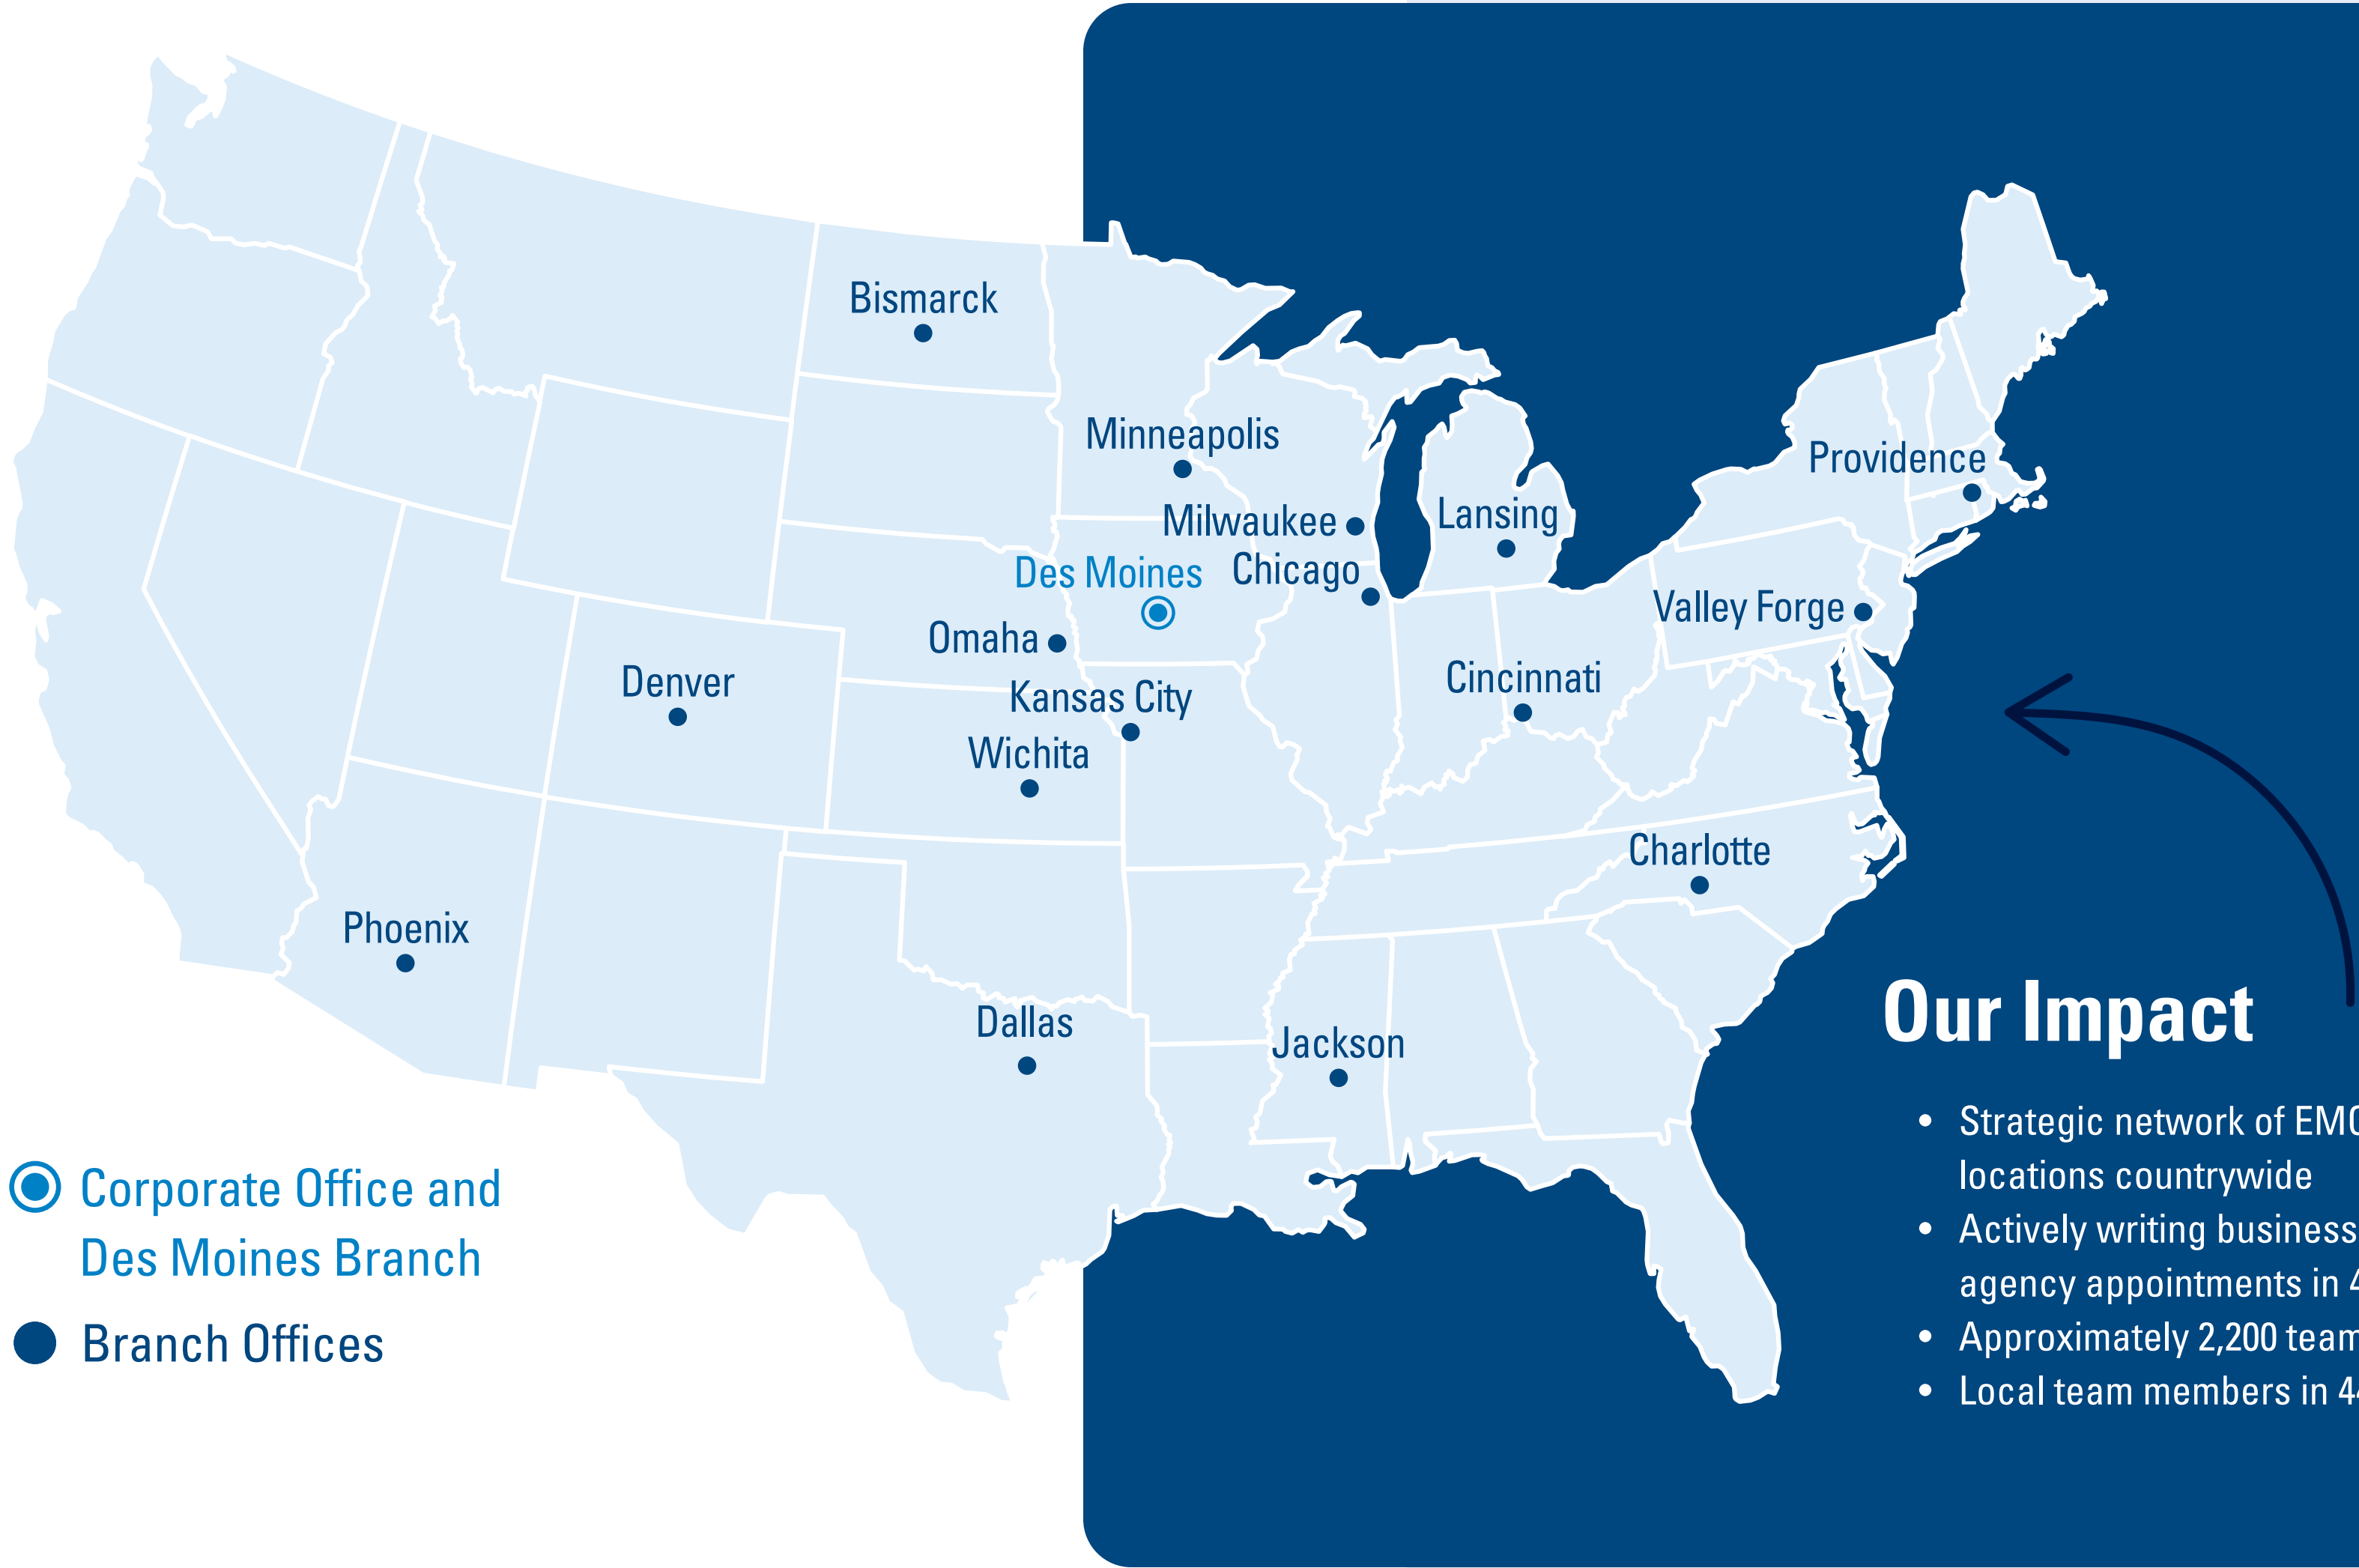 Bismarck
Minneapolis
Providence
Milwaukee
Lansing
Des Moines
Chicago
Valley Forge
Omaha
Denver
Cincinnati
Kansas City
Wichita
Charlotte
Phoenix
Dallas
Jackson
Corporate Office and
Des Moines Branch
Branch Offices
Our Impact
• Strategic network of
locations countrywide
• Actively writing business
agency appointments in
• Approximately 2,200
• Local team members in